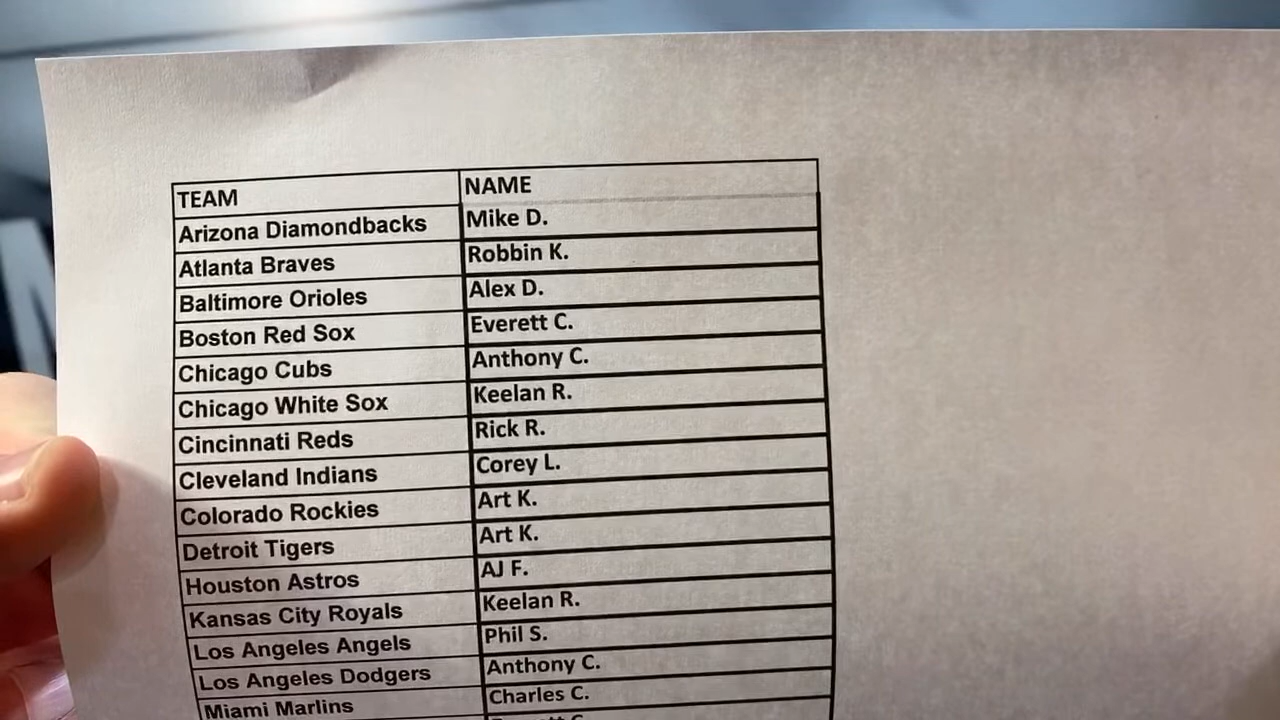 TEAM NAME
Arizona Diamondbacks Mike D.
Atlanta Braves Robbin K.
Baltimore Orioles Alex D.
Boston Red Sox Everett C.
Chicago Cubs Anthony C.
Chicago White Sox Keelan R.
Cincinnati Reds Rick R.
Cleveland Indians Corey L.
Colorado Rockies Art K.
Detroit Tigers Art K.
Houston Astros AJ F.
Kansas City Royals Keelan R.
Los Angeles Angels Phil S.
Los Angeles Dodgers Anthony C.
Miami Marlins Charles C.